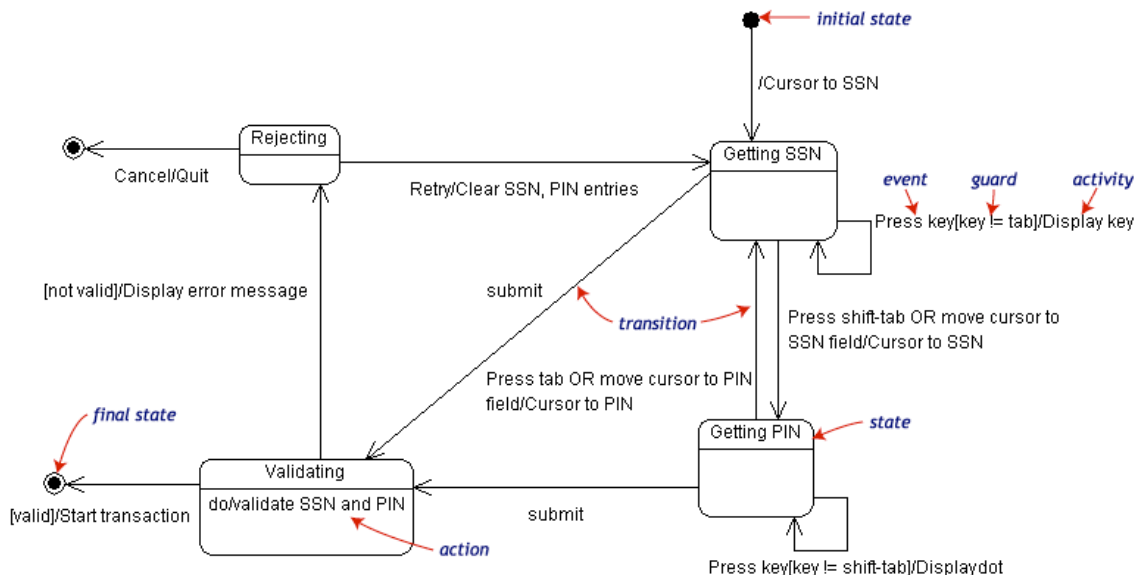 initial state
/Cursor to SSN
Rejecting
Getting SSN
Cancel/Quit
Retry/Clear SSN, PIN entries
event guard activity
Press key[key != tab]/Display key
[not valid]/Display error message
submit
transition
Press shift-tab OR move cursor to
SSN field/Cursor to SSN
Press tab OR move cursor to PIN
field/Cursor to PIN
final state
Getting PIN
state
Validating
do/validate SSN and PIN
[valid]/Start transaction
submit
action
Press key[key != shift-tab]/Displaydot